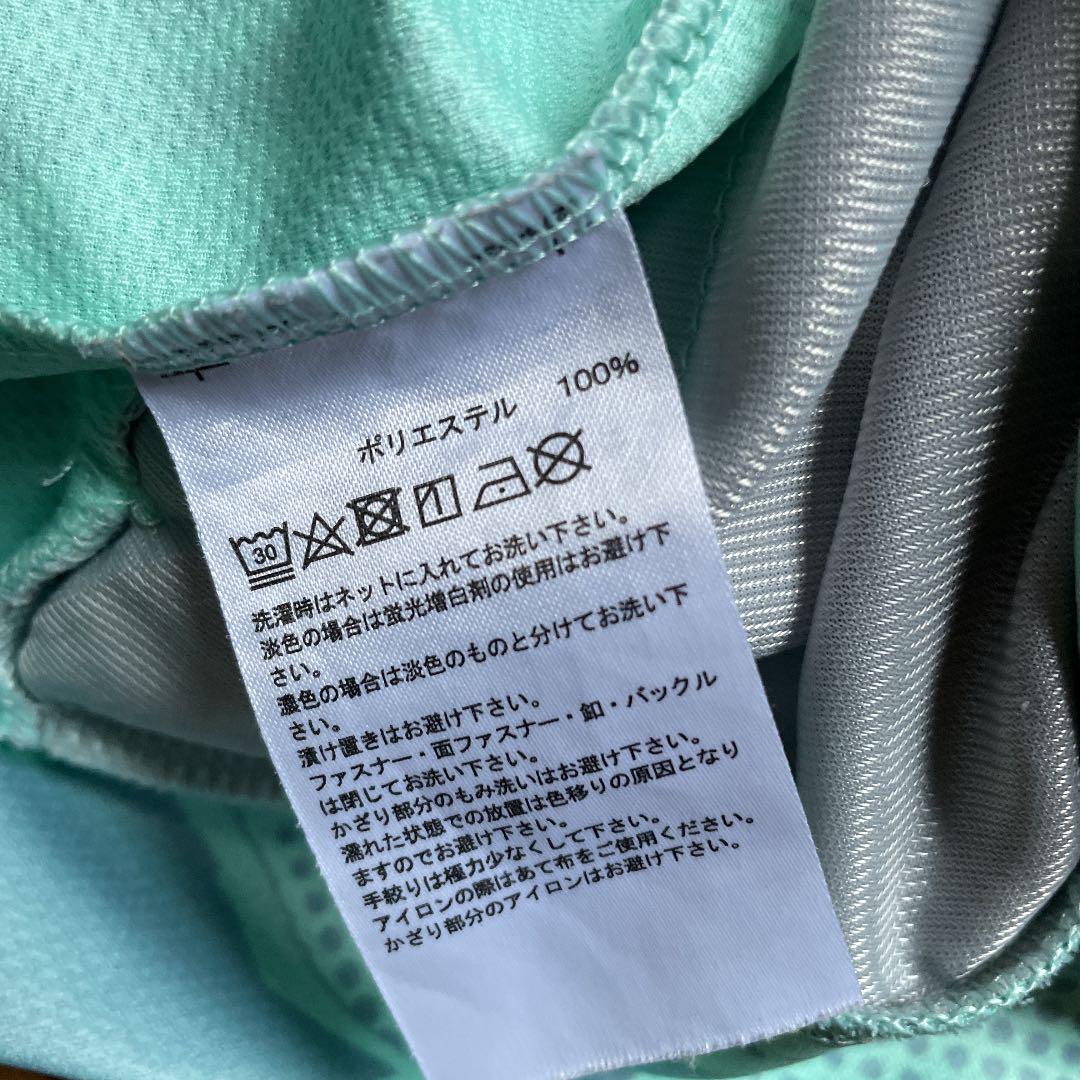 ポリエステル 100%
30
洗濯時はネットに入れてお洗い下さい。
淡色の場合は蛍光増白剤の使用はお避け下
さい。
濃色の場合は淡色のものと分けてお洗い下
さい。
漬け置きはお避け下さい。
ファスナー・面ファスナー・釦・バックル
は閉じてお洗い下さい。
かざり部分のもみ洗いはお避け下さい。
濡れた状態での放置は色移りの原因となり
ますのでお避け下さい。
手絞りは極力少なくして下さい。
アイロンの際はあて布をご使用ください。
かざり部分のアイロンはお避け下さい。